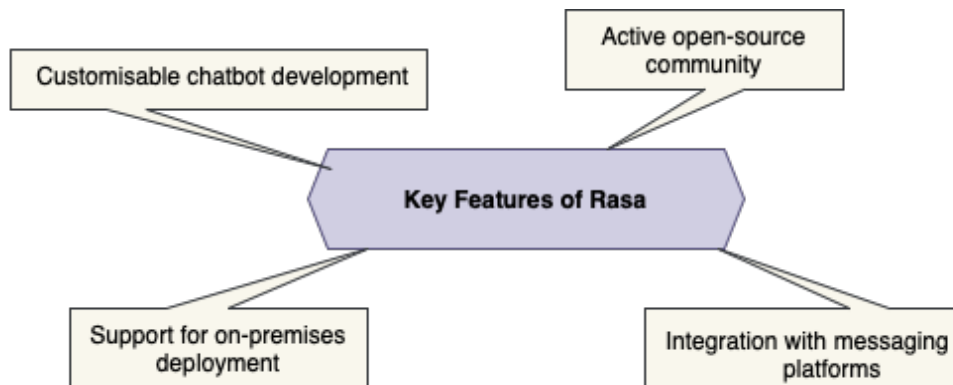 Active open-source
community
Customisable chatbot development
Key Features of Rasa
Support for on-premises
deployment
Integration with messaging
platforms